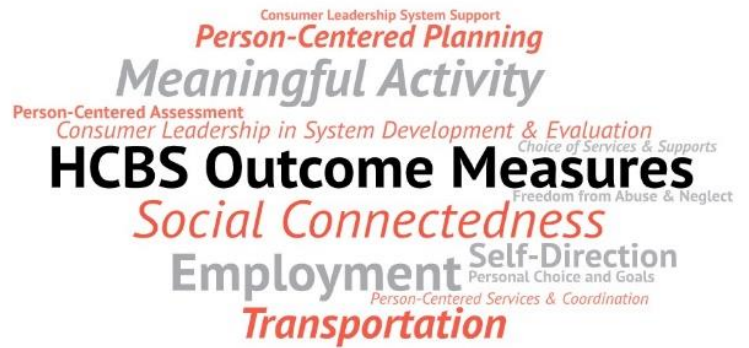 Consumer Leadership System Support
Person-Centered Planning
Meaningful Activity
Person-Centered Assessment
Consumer Leadership in System Development & Evaluation
Choice of Services & Supports
HCBS Outcome Measures
Freedom from Abuse & Neglect
Social Connectedness
Self-Direction
Employment
Personal Choice and Goals
Person-Centered Services & Coordination
Transportation